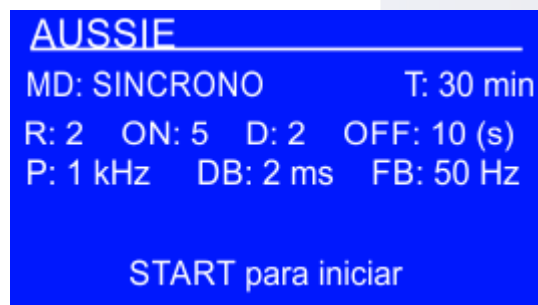 AUSSIE
MD: SINCRONO T: 30 min
R: 2 ON: 5 D: 2 OFF: 10 (s)
P: 1 kHz DB: 2 ms FB: 50 Hz
START para iniciar